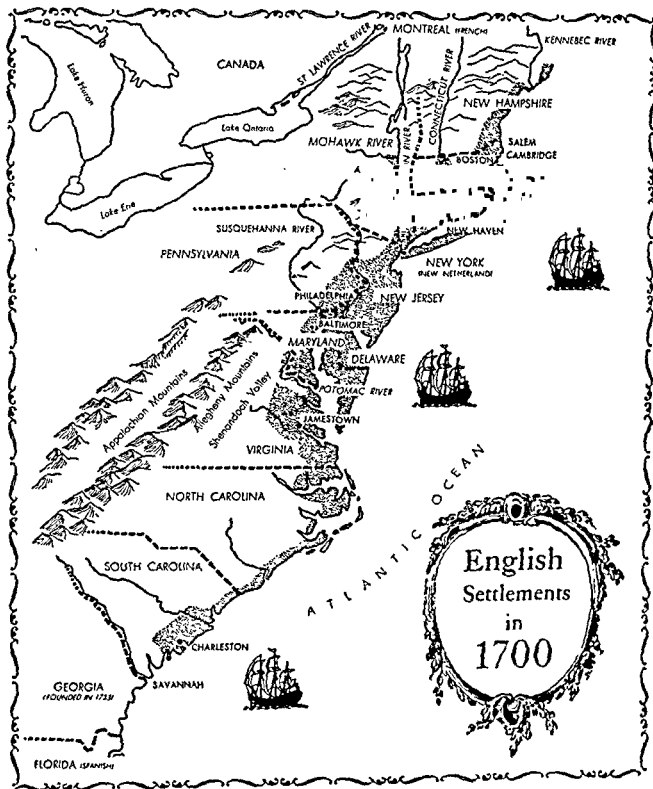 MONTREAL (FRENCH)
KENNEBEC RIVER
CANADA
ST LAWRENCE RIVER
Lake Huron
CONNECTICUT RIVER
NEW HAMPSHIRE
Lake Ontario
MOHAWK RIVER
N RIVER
SALEM
CAMBRIDGE
BOSTON
Lake Erie
SUSQUEHANNA RIVER
NEW HAVEN
PENNSYLVANIA
NEW YORK
(NEW NETHERLAND)
PHILADELPHIA
NEW JERSEY
BALTIMORE
MARYLAND
DELAWARE
Appalachian Mountains
Allegheny Mountains
Shenandoah Valley
POTOMAC RIVER
JAMESTOWN
VIRGINIA
NORTH CAROLINA
ATLANTIC OCEAN
English
Settlements
in
1700
SOUTH CAROLINA
CHARLESTON
GEORGIA
(FOUNDED IN 1733)
SAVANNAH
FLORIDA (SPANISH)